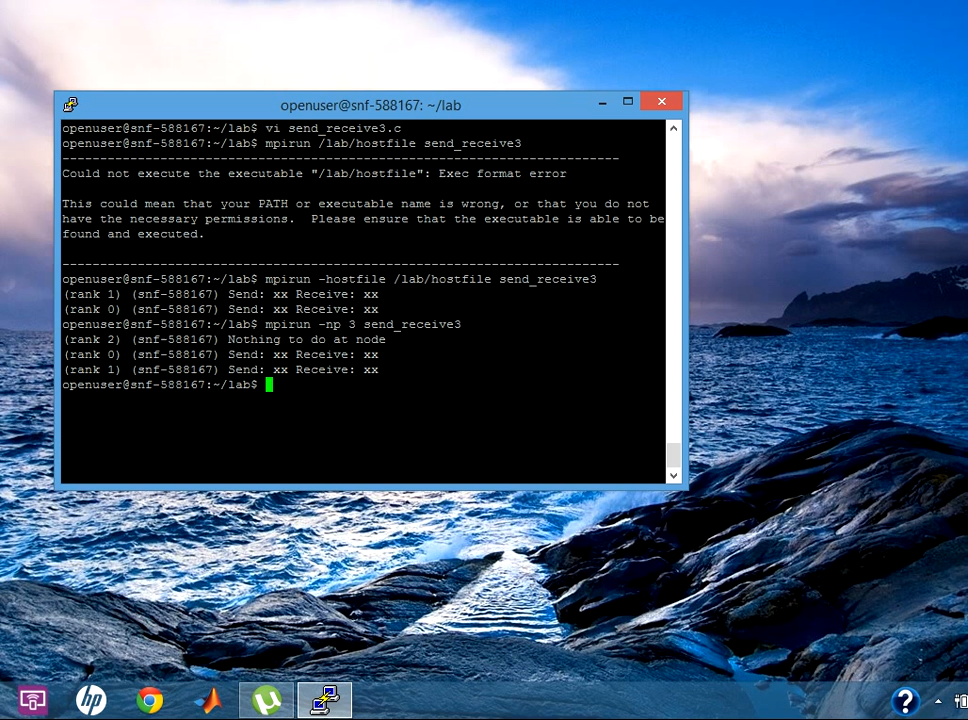 openuser@snf-588167: ~/lab
openuser@snf-588167:~/lab$ vi send_receive3.c
openuser@snf-588167:~/lab$ mpirun /lab/hostfile send_receive3
--------------------------------------------------------------------------
Could not execute the executable "/lab/hostfile": Exec format error
This could mean that your PATH or executable name is wrong, or that you do not
have the necessary permissions.  Please ensure that the executable is able to be
found and executed.
--------------------------------------------------------------------------
openuser@snf-588167:~/lab$ mpirun -hostfile /lab/hostfile send_receive3
(rank 1) (snf-588167) Send: xx Receive: xx
(rank 0) (snf-588167) Send: xx Receive: xx
openuser@snf-588167:~/lab$ mpirun -np 3 send_receive3
(rank 2) (snf-588167) Nothing to do at node
(rank 0) (snf-588167) Send: xx Receive: xx
(rank 1) (snf-588167) Send: xx Receive: xx
openuser@snf-588167:~/lab$
hp
?